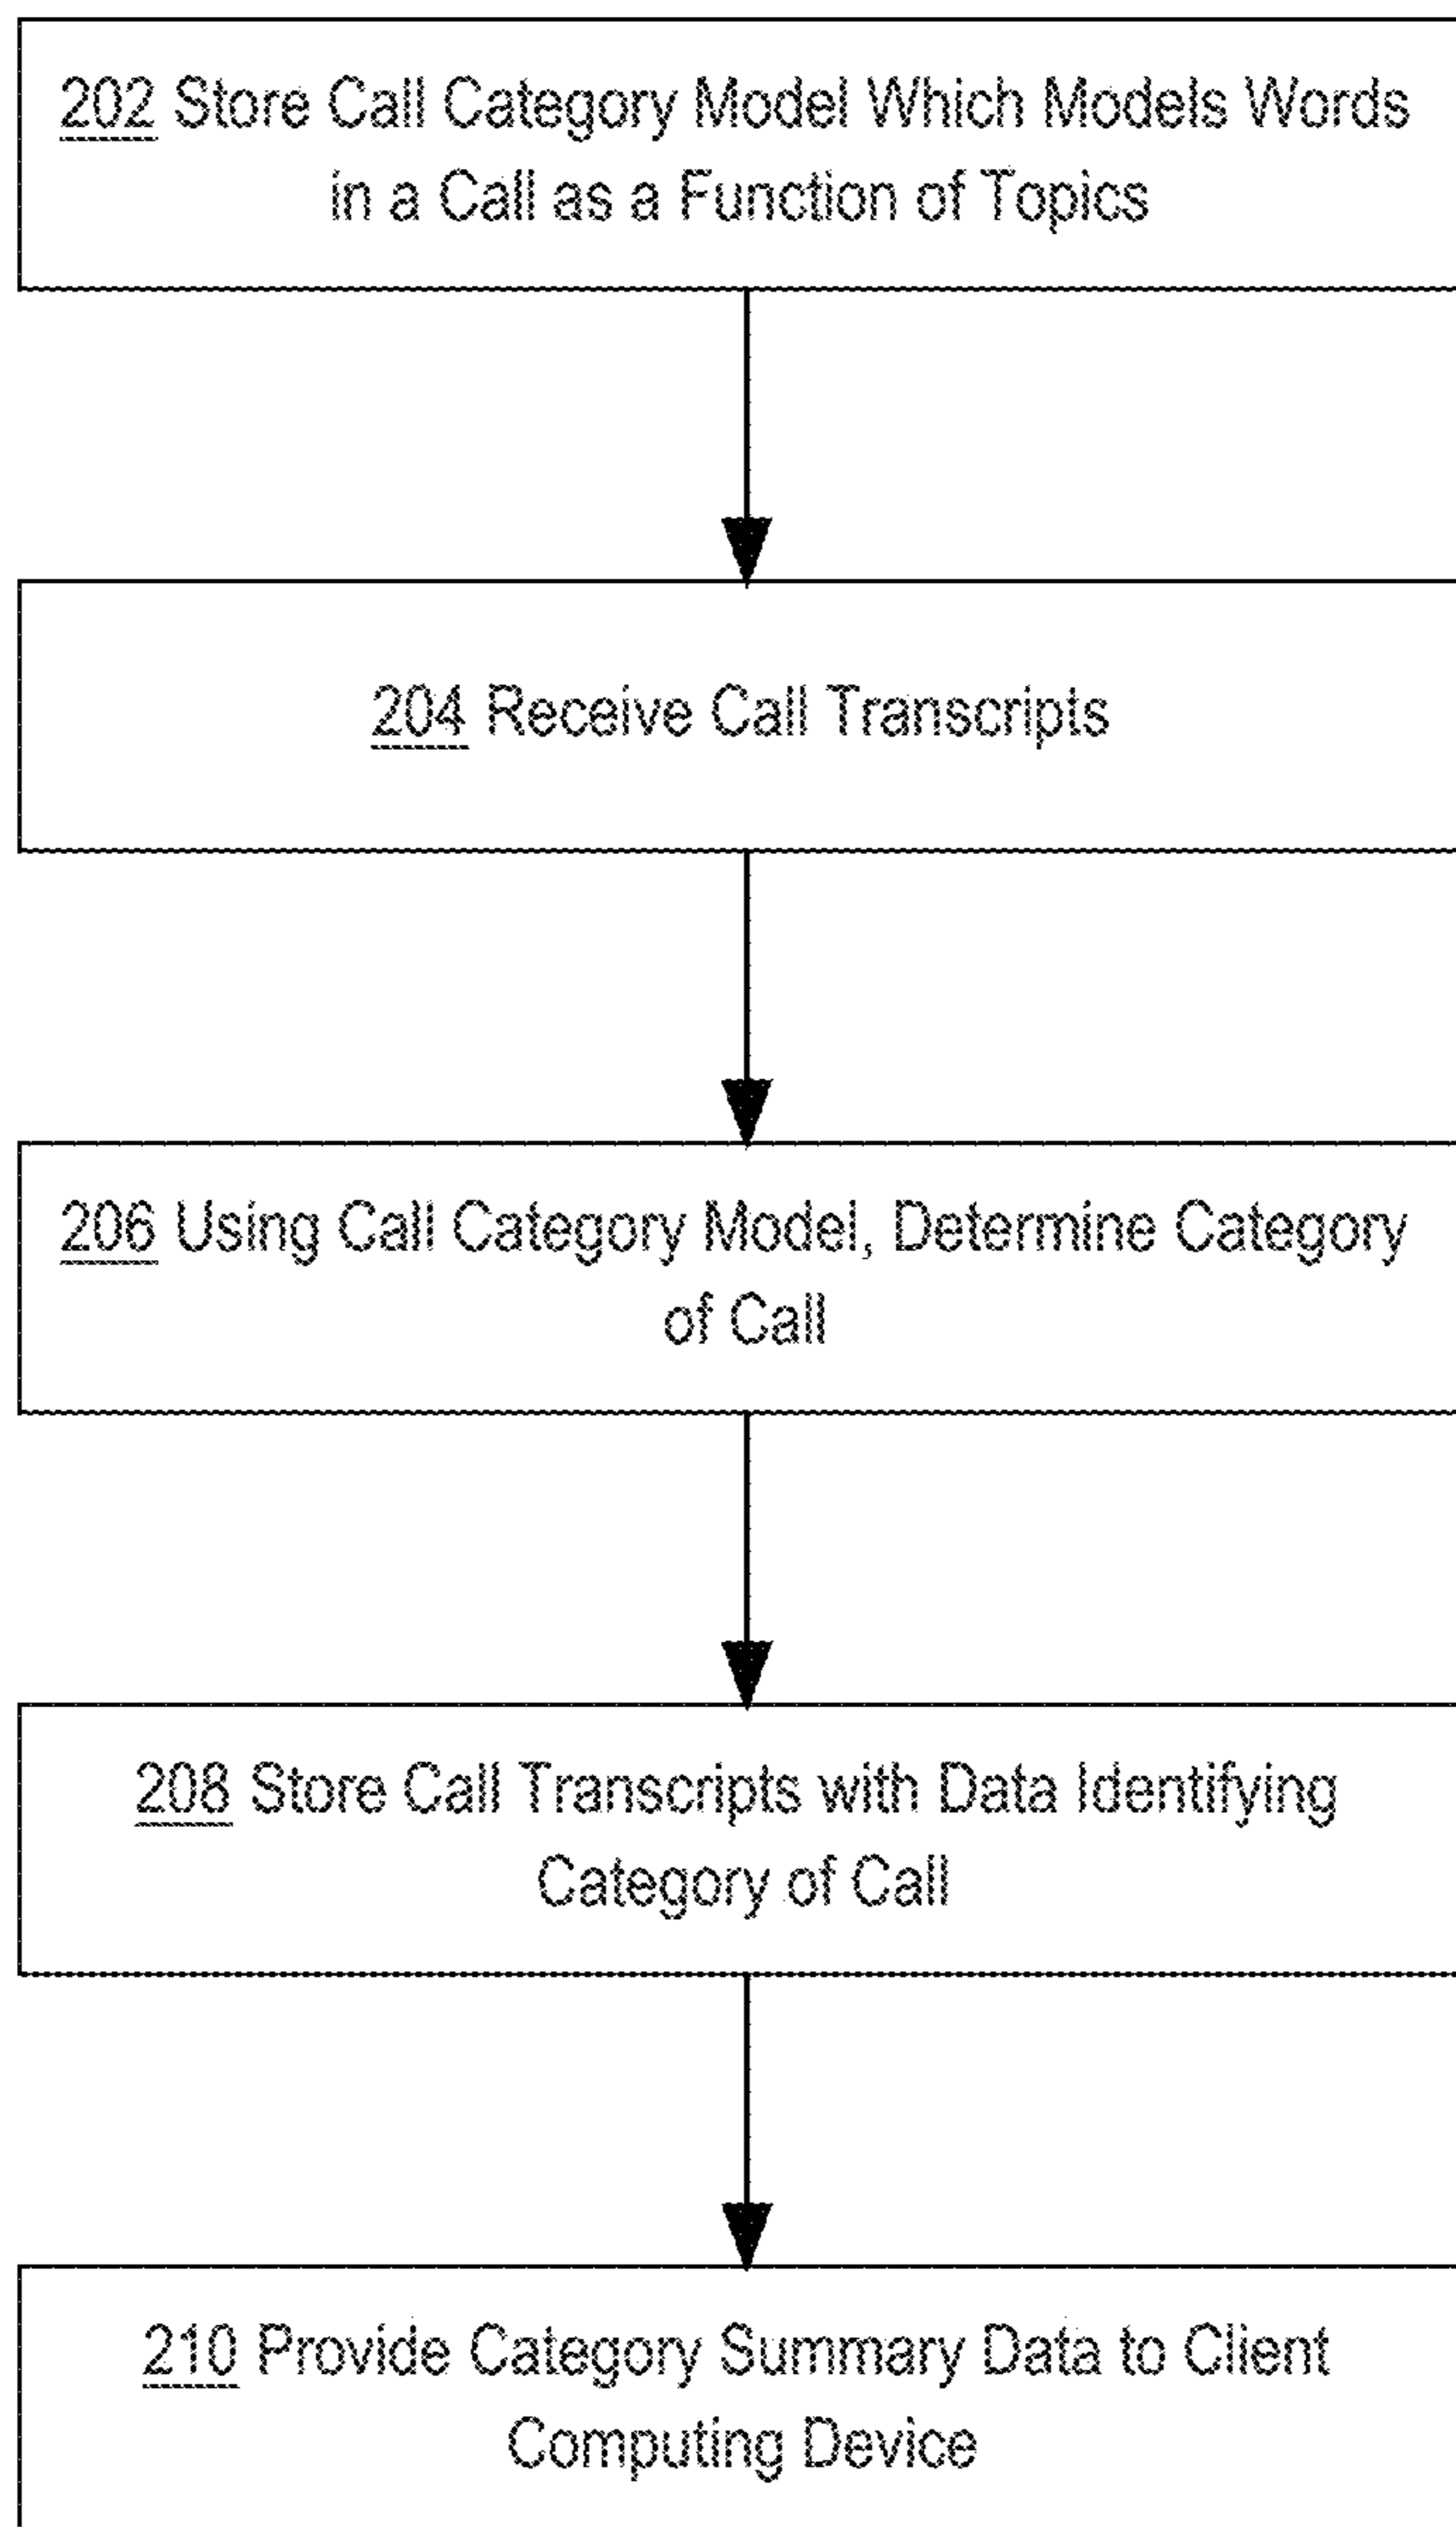 202 Store Call Category Model Which Models Words
in a Call as a Function of Topics
204 Receive Call Transcripts
206 Using Call Category Model, Determine Category
of Call
208 Store Call Transcripts with Data Identifying
Category of Call
210 Provide Category Summary Data to Client
Computing Device